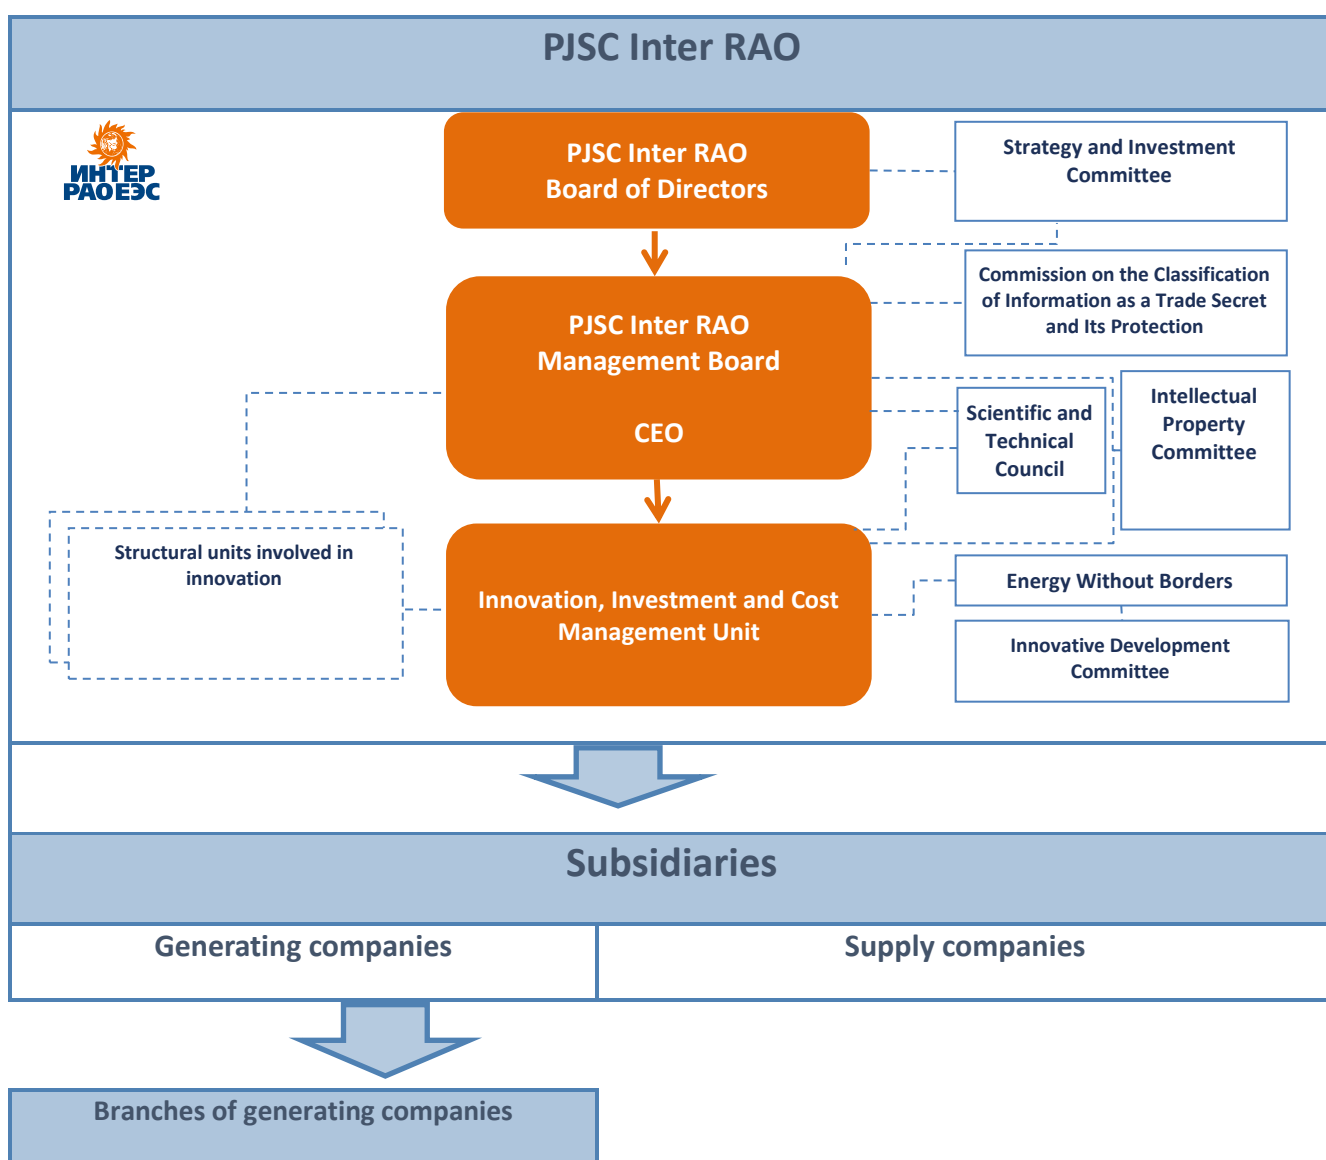 PJSC Inter RAO
ИНТЕР
РАОЕЭС
PJSC Inter RAO
Board of Directors
Strategy and Investment
Committee
PJSC Inter RAO
Management Board
CEO
Commission on the Classification
of Information as a Trade Secret
and Its Protection
Scientific and
Technical
Council
Intellectual
Property
Committee
Structural units involved in
innovation
Innovation, Investment and Cost
Management Unit
Energy Without Borders
Innovative Development
Committee
Subsidiaries
Generating companies
Supply companies
Branches of generating companies